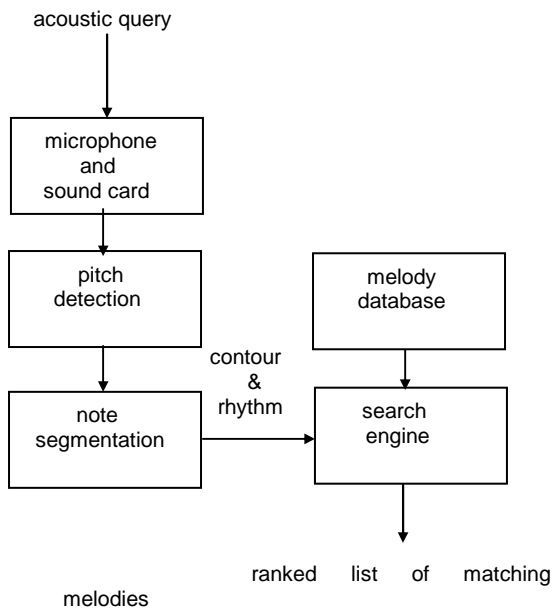 acoustic query
microphone
and
sound card
pitch
detection
melody
database
contour
&
rhythm
note
segmentation
search
engine
ranked list of matching
melodies